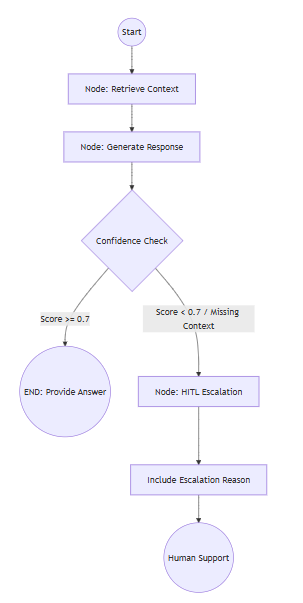 Start
Node: Retrieve Context
Node: Generate Response
Confidence Check
Score >= 0.7
Score < 0.7 / Missing
Context
END: Provide Answer
Node: HITL Escalation
Include Escalation Reason
Human Support